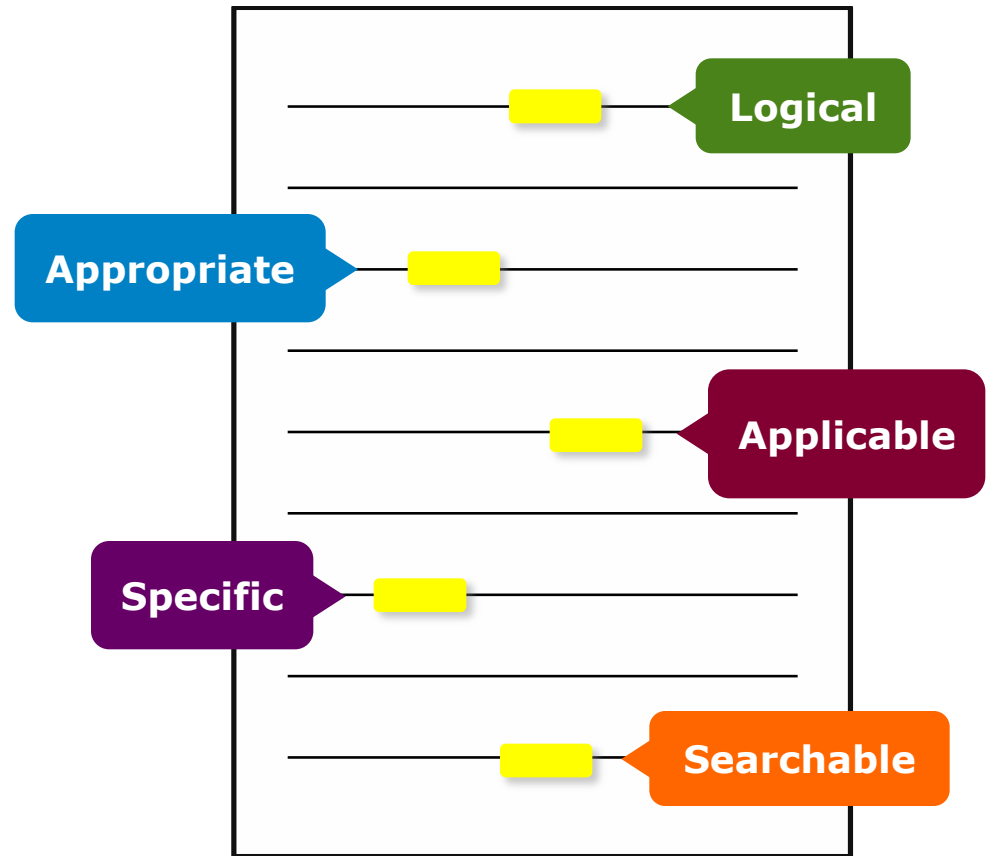 Logical
Appropriate
Applicable
Specific
Searchable